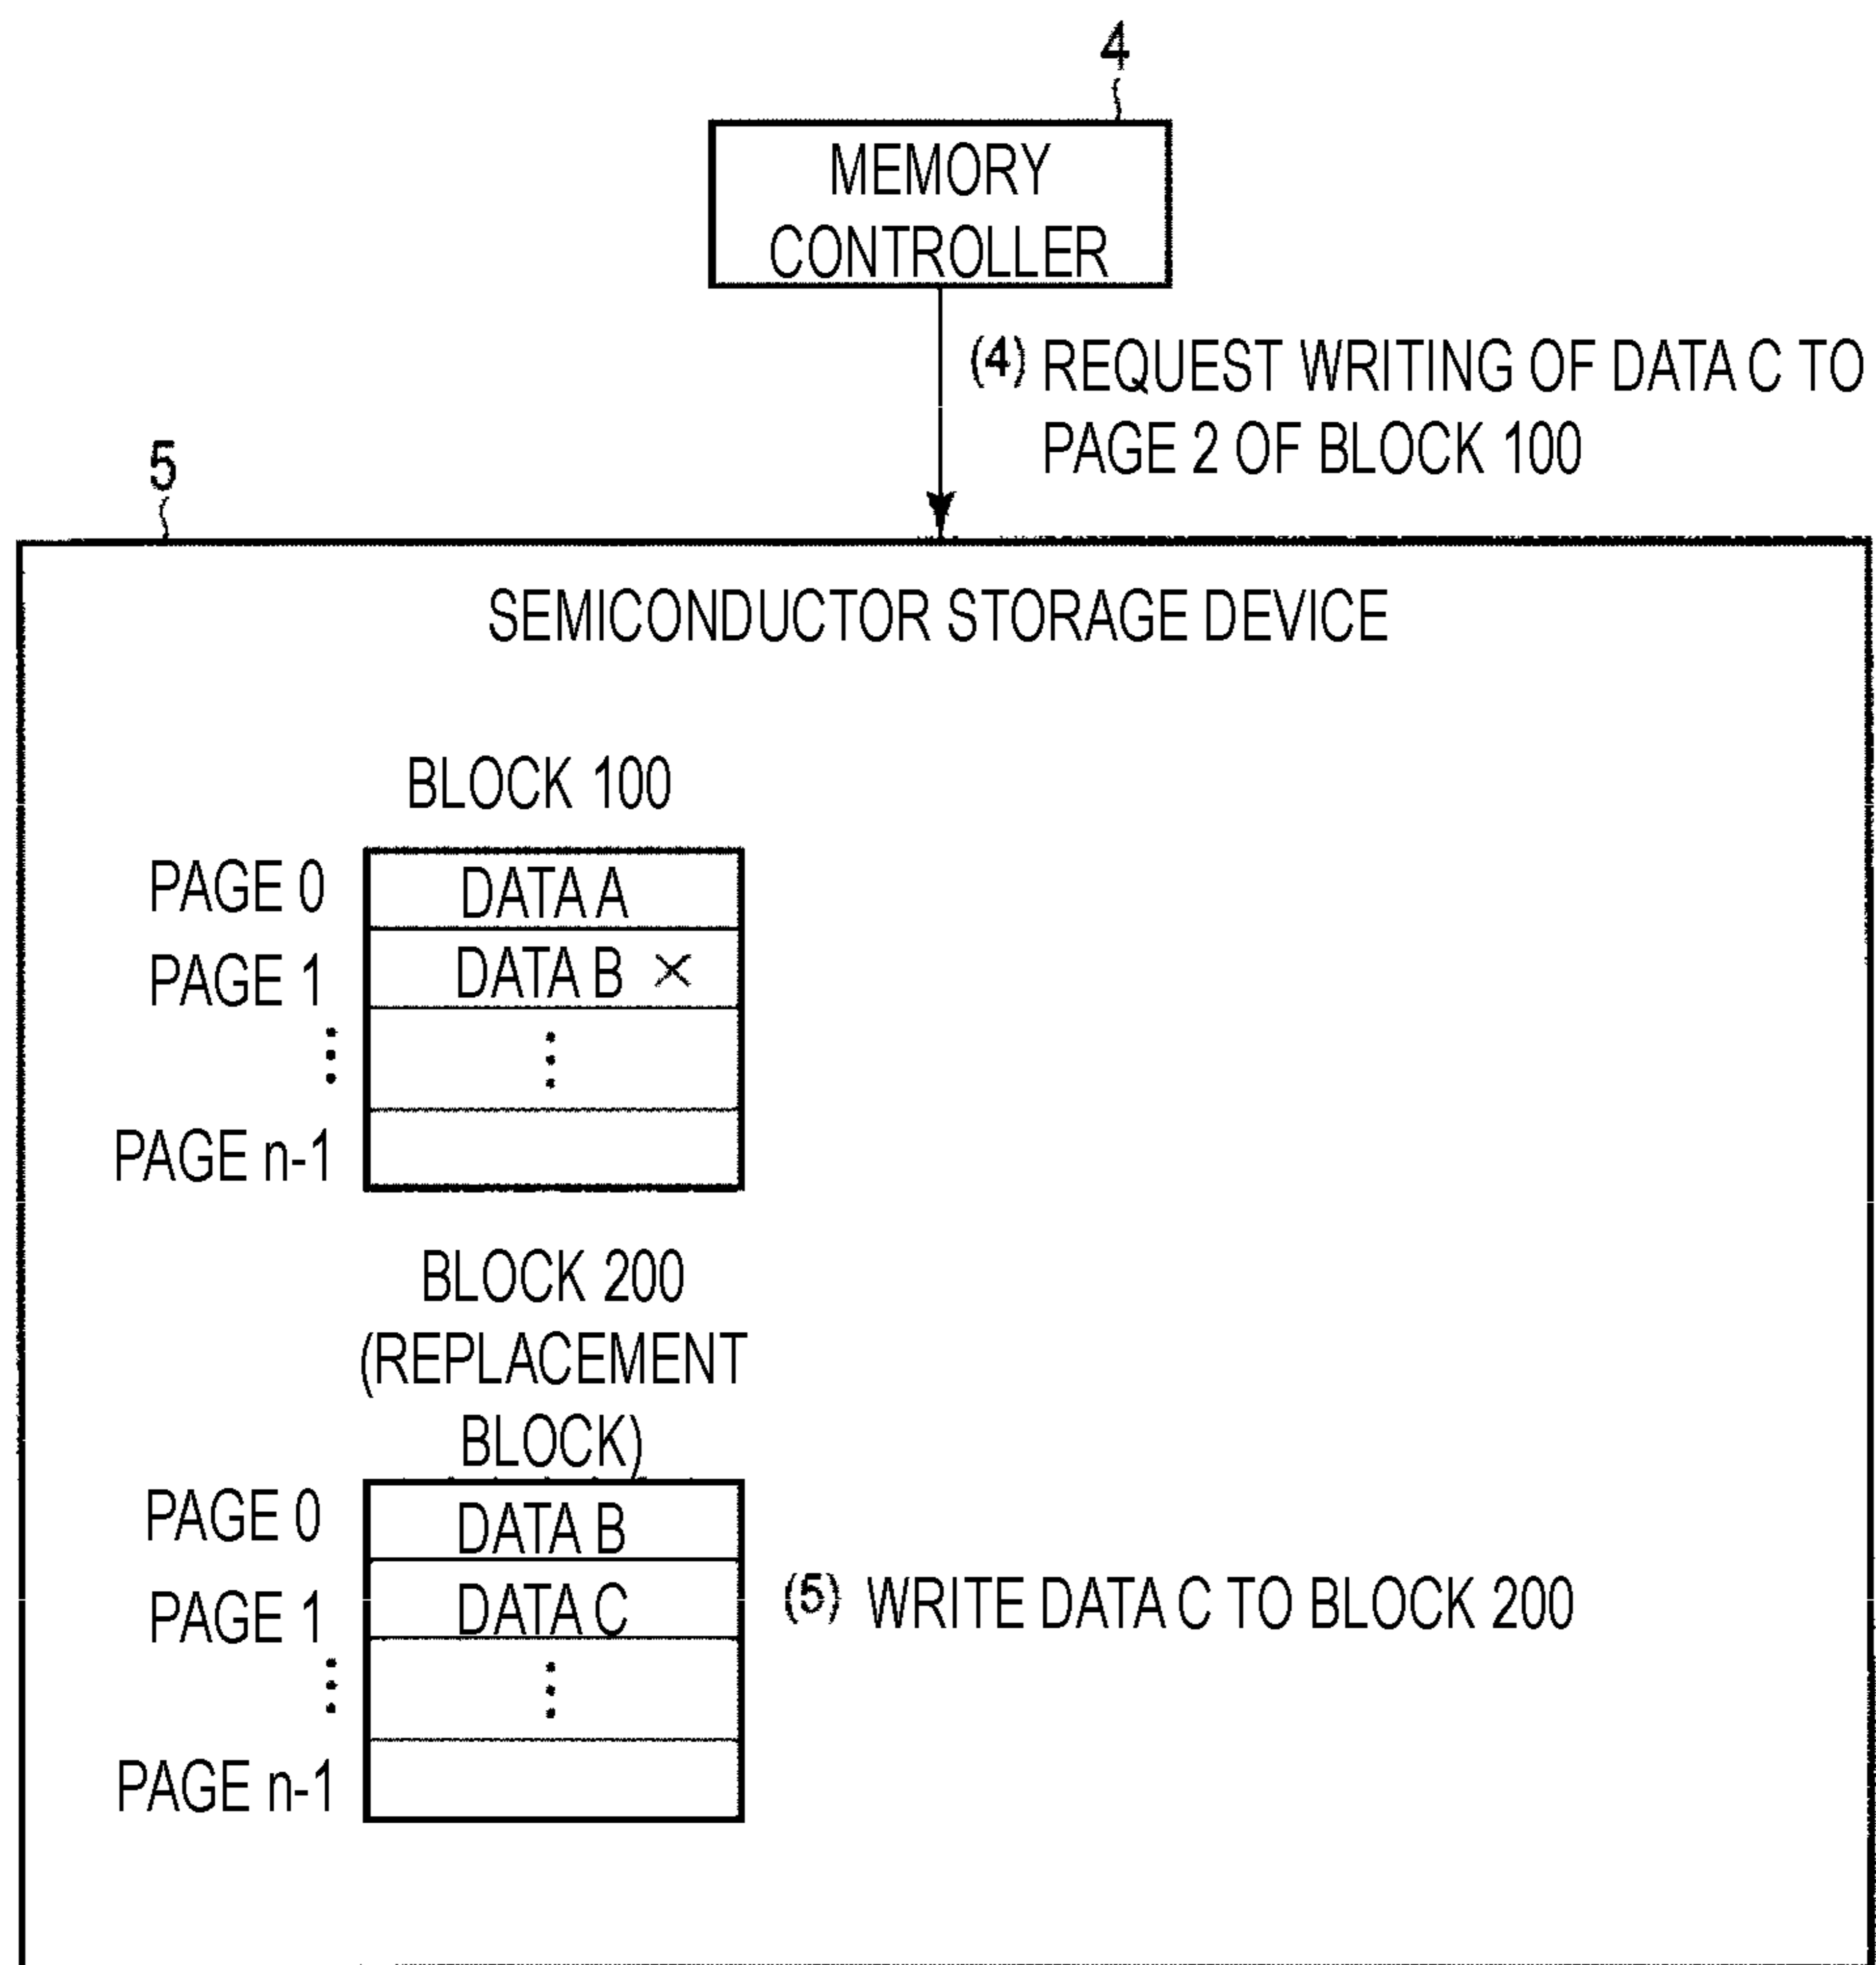 4
MEMORY
CONTROLLER
(4) REQUEST WRITING OF DATA C TO
PAGE 2 OF BLOCK 100
5
SEMICONDUCTOR STORAGE DEVICE
BLOCK 100
PAGE 0 DATA A
PAGE 1 DATA B ×
⋮ ⋮
PAGE n-1
BLOCK 200
(REPLACEMENT
BLOCK)
PAGE 0 DATA B
PAGE 1 DATA C (5) WRITE DATA C TO BLOCK 200
⋮ ⋮
PAGE n-1